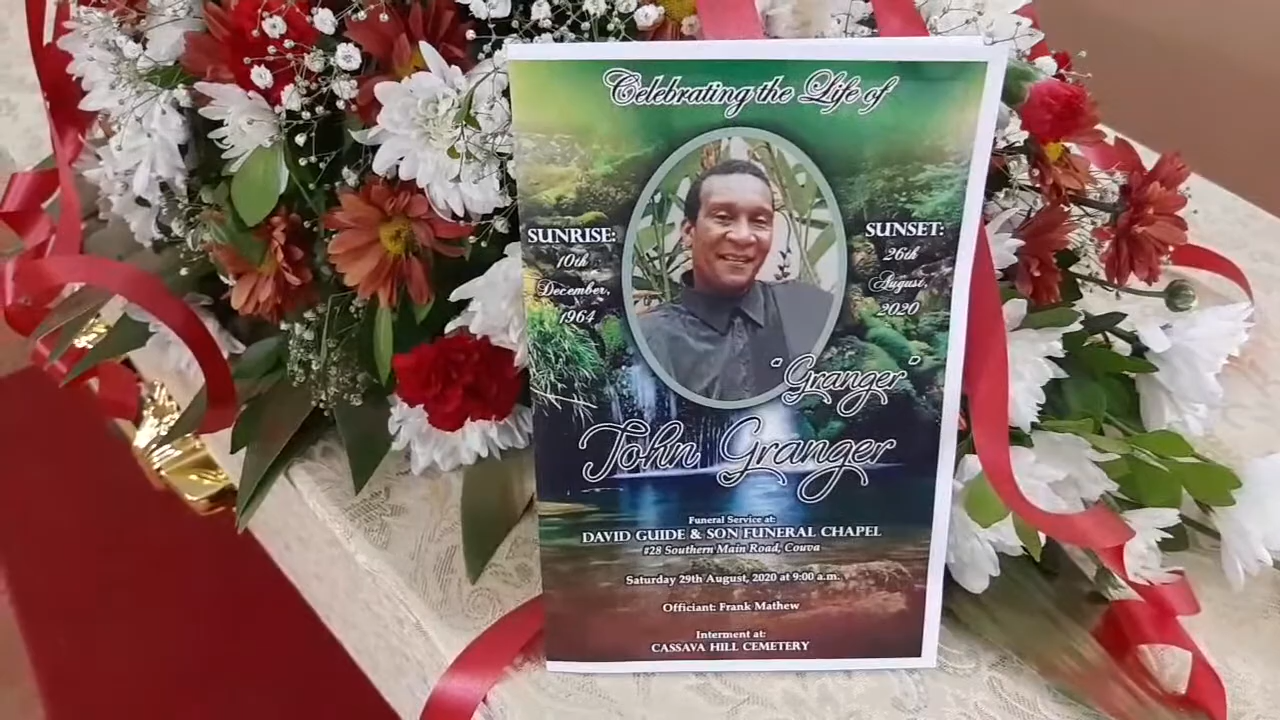 Celebrating the Life of
SUNRISE:
10th
December,
1964
SUNSET:
26th
August,
2020
"Granger"
John Granger
Funeral Service at:
DAVID GUIDE & SON FUNERAL CHAPEL
#28 Southern Main Road, Couva
Saturday 29th August, 2020 at 9:00 a.m.
Officiant: Frank Mathew
Interment at:
CASSAVA HILL CEMETERY